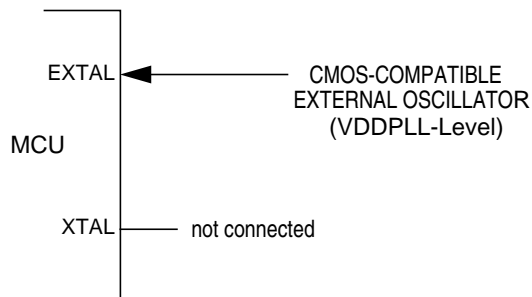 EXTAL
CMOS-COMPATIBLE
EXTERNAL OSCILLATOR
(VDDPLL-Level)
MCU
XTAL
not connected